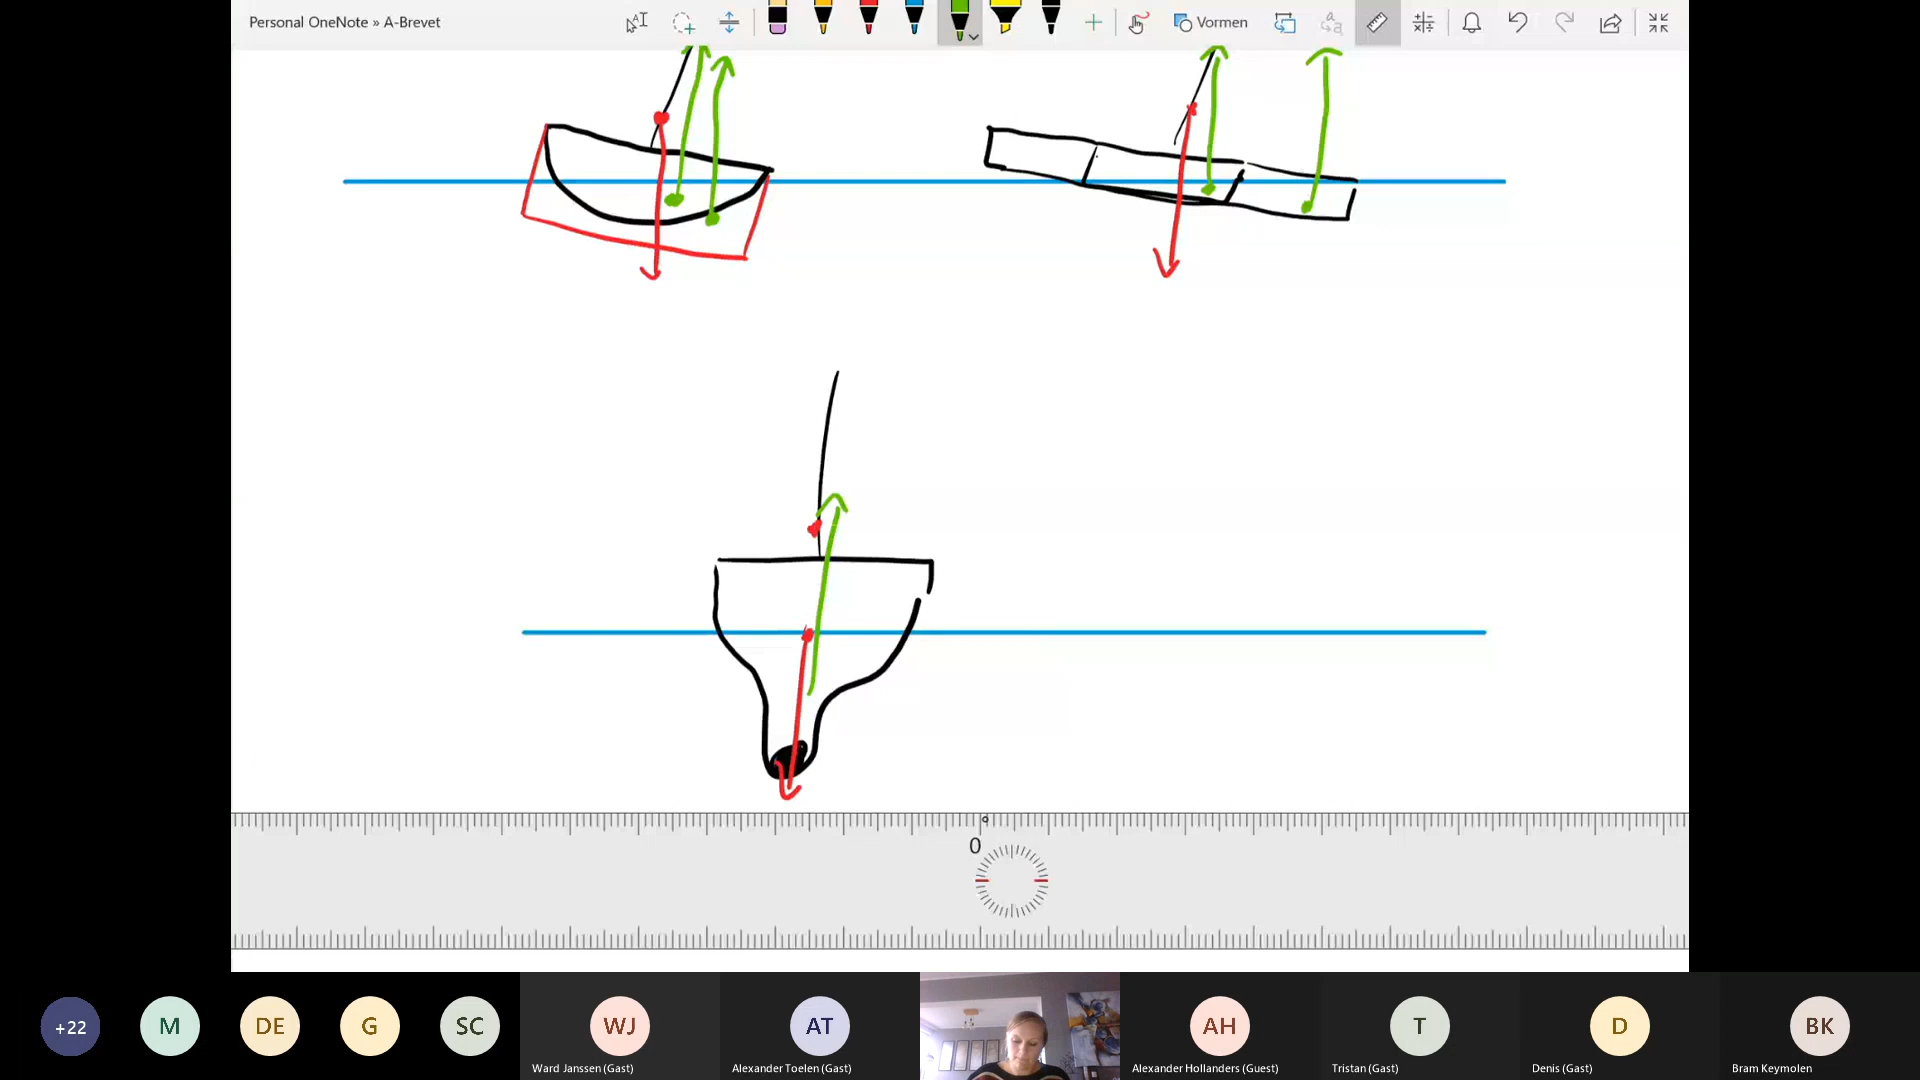 Personal OneNote » A-Brevet
Vormen
0
+22
M
DE
G
SC
WJ
Ward Janssen (Gast)
AT
Alexander Toelen (Gast)
AH
Alexander Hollanders (Guest)
T
Tristan (Gast)
D
Denis (Gast)
BK
Bram Keymolen